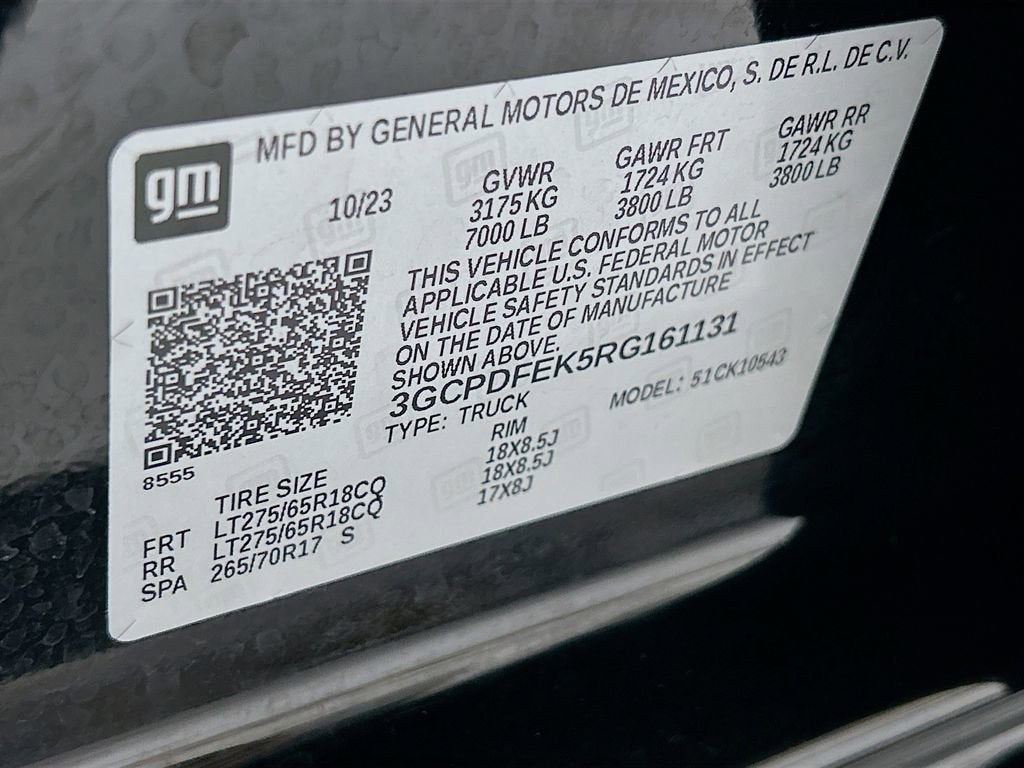 MFD BY GENERAL MOTORS DE MEXICO, S. DE R.L. DE C.V.
gm
10/23
GVWR
3175 KG
7000 LB
GAWR FRT
1724 KG
3800 LB
GAWR RR
1724 KG
3800 LB
THIS VEHICLE CONFORMS TO ALL
APPLICABLE U.S. FEDERAL MOTOR
VEHICLE SAFETY STANDARDS IN EFFECT
ON THE DATE OF MANUFACTURE
SHOWN ABOVE.
3GCPDFEK5RG161131
TYPE: TRUCK
MODEL: 51CK10543
8555
TIRE SIZE RIM
FRT LT275/65R18CQ 18X8.5J
RR LT275/65R18CQ 18X8.5J
SPA 265/70R17 S 17X8J